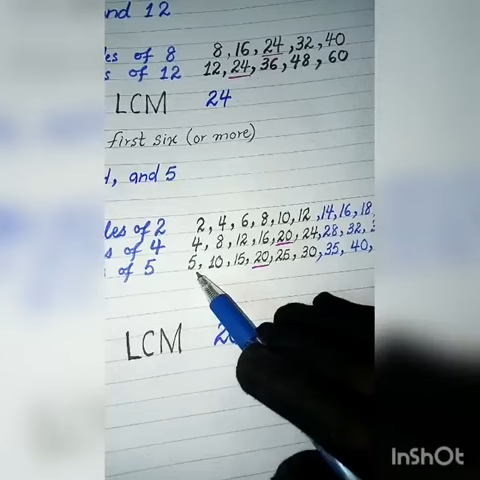 and 12
es of 8 8, 16, 24, 32, 40
s of 12 12, 24, 36, 48, 60
LCM 24
first six (or more)
, and 5
les of 2 2, 4, 6, 8, 10, 12, 14, 16, 18
s of 4 4, 8, 12, 16, 20, 24, 28, 32,
of 5 5, 10, 15, 20, 25, 30, 35, 40,
LCM
InShOt